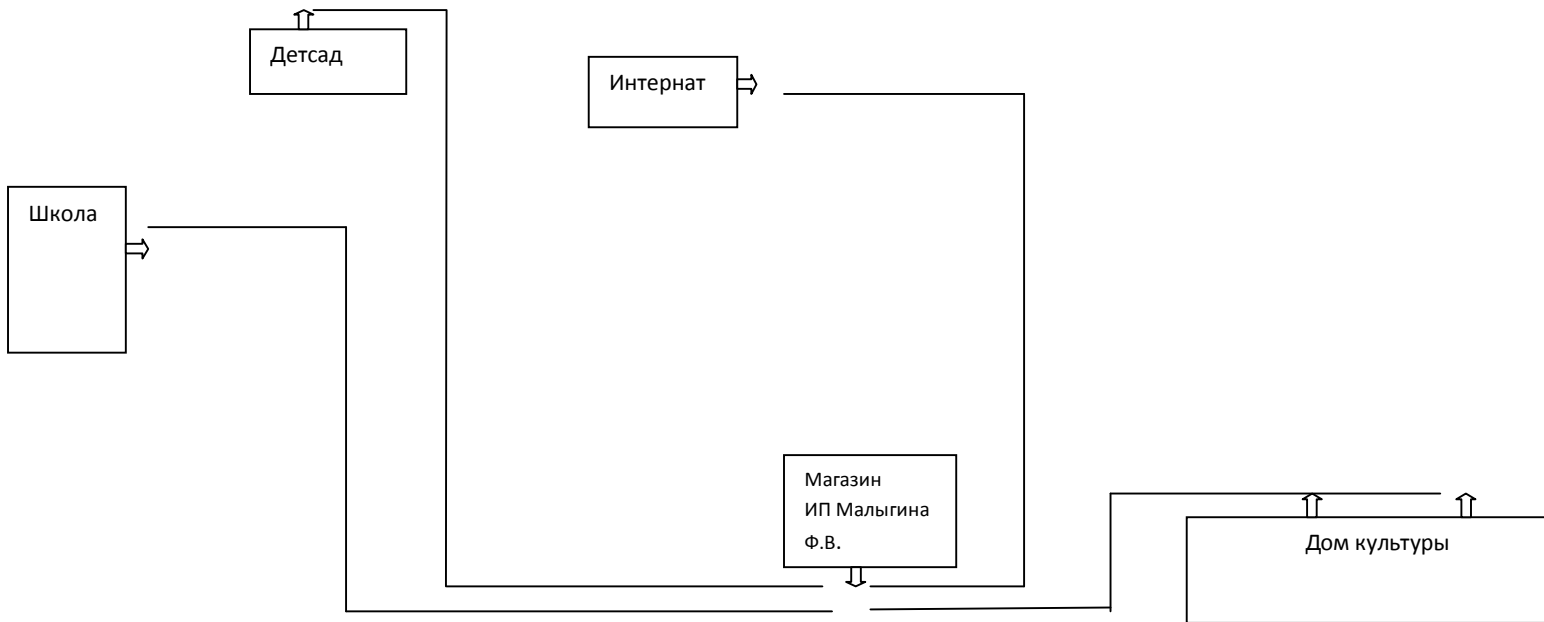 Детсад
Интернат
Школа
Магазин
ИП Малыгина
Ф.В.
Дом культуры